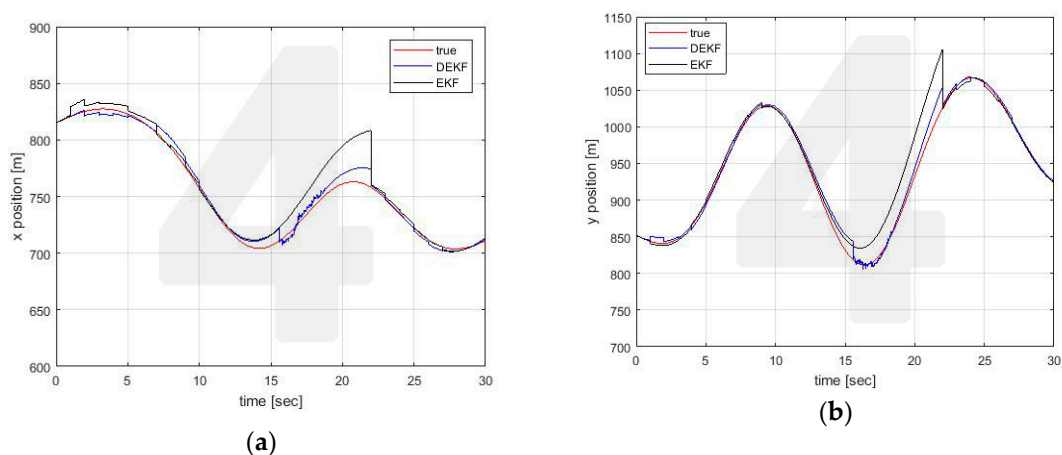 900
850
800
750
700
650
600
x position [m]
0 5 10 15 20 25 30
time [sec]
true
DEKF
EKF
4
(a)
1150
1100
1050
1000
950
900
850
800
750
700
y position [m]
0 5 10 15 20 25 30
time [sec]
true
DEKF
EKF
4
(b)